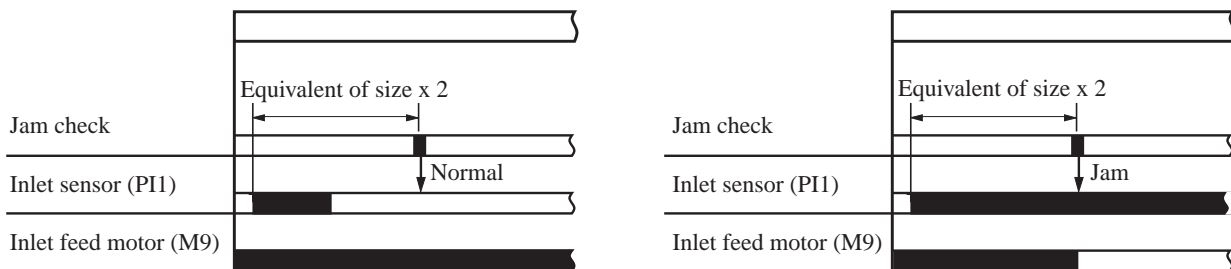 Equivalent of size x 2
Jam check
Normal
Inlet sensor (PI1)
Inlet feed motor (M9)
Equivalent of size x 2
Jam check
Jam
Inlet sensor (PI1)
Inlet feed motor (M9)